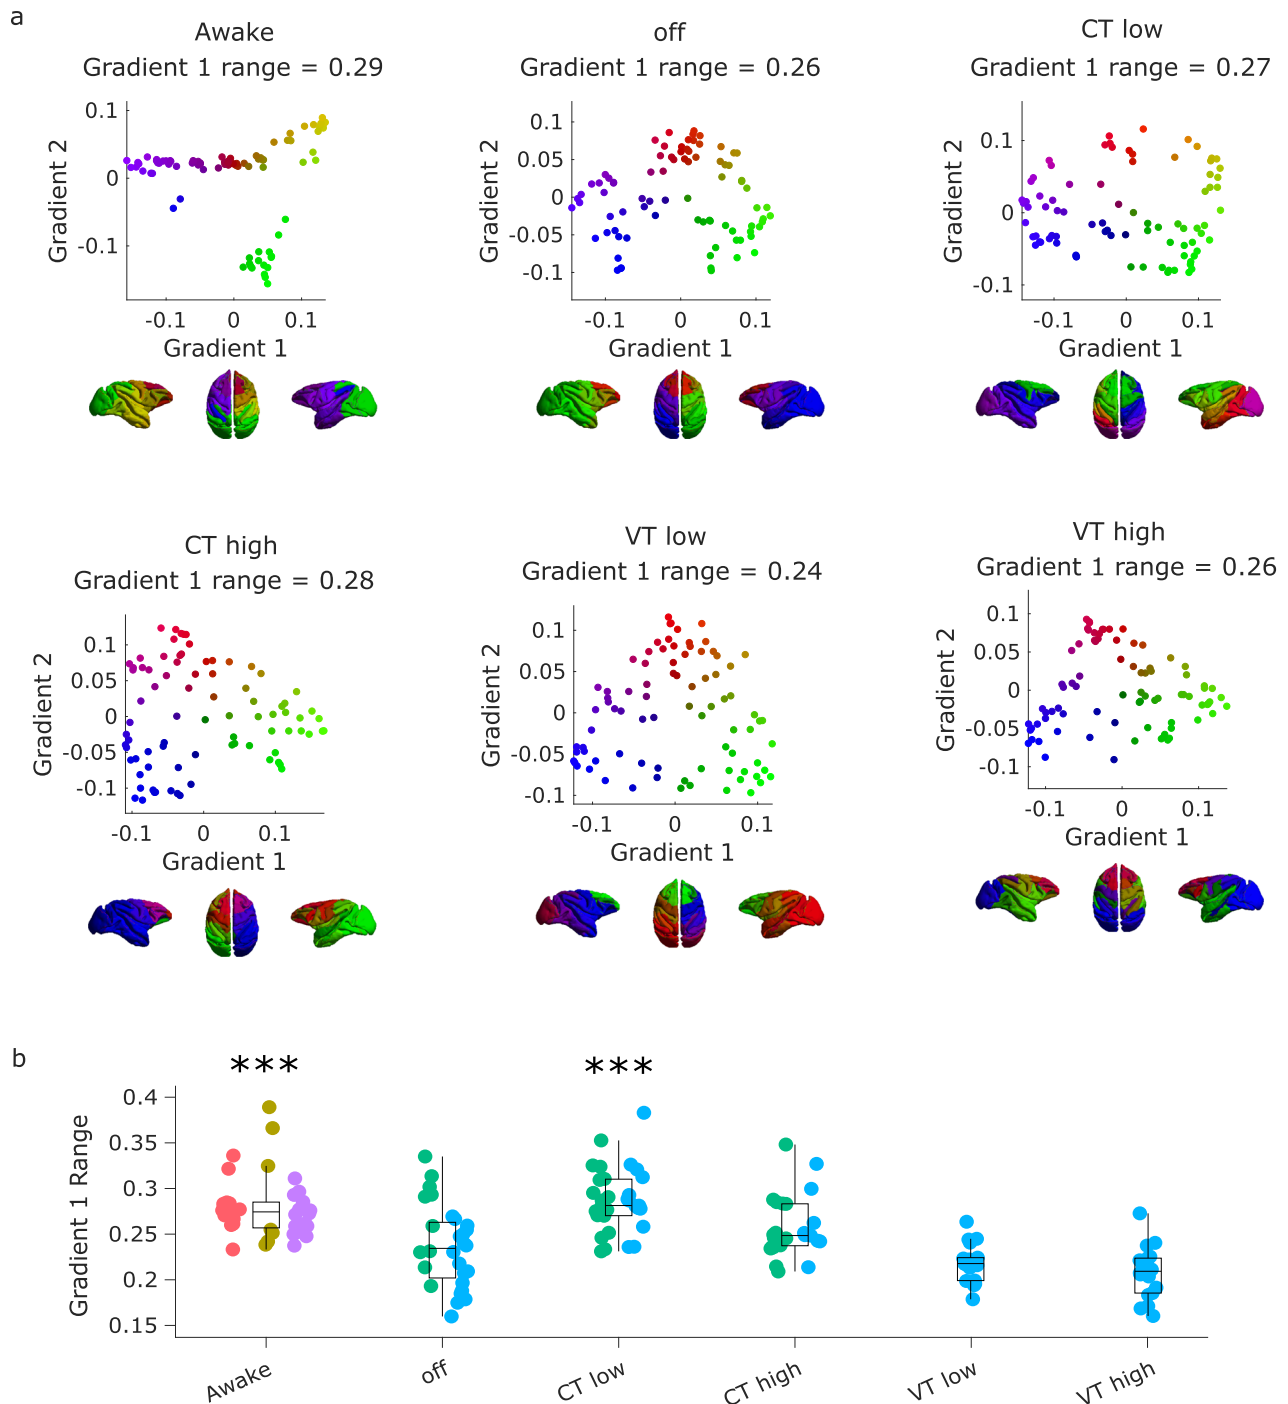 a
Awake
Gradient 1 range = 0.29
0.1
0
-0.1
Gradient 2
-0.1 0 0.1
Gradient 1
off
Gradient 1 range = 0.26
0.1
0.05
0
-0.05
-0.1
Gradient 2
-0.1 0 0.1
Gradient 1
CT low
Gradient 1 range = 0.27
0.1
0
-0.1
Gradient 2
-0.1 0 0.1
Gradient 1
CT high
Gradient 1 range = 0.28
0.1
0.05
0
-0.05
-0.1
Gradient 2
-0.1 0 0.1
Gradient 1
VT low
Gradient 1 range = 0.24
0.1
0.05
0
-0.05
-0.1
Gradient 2
-0.1 0 0.1
Gradient 1
VT high
Gradient 1 range = 0.26
0.1
0.05
0
-0.05
-0.1
Gradient 2
-0.1 0 0.1
Gradient 1
b
*** ***
0.4
0.35
0.3
0.25
0.2
0.15
Gradient 1 Range
Awake off CT low CT high VT low VT high